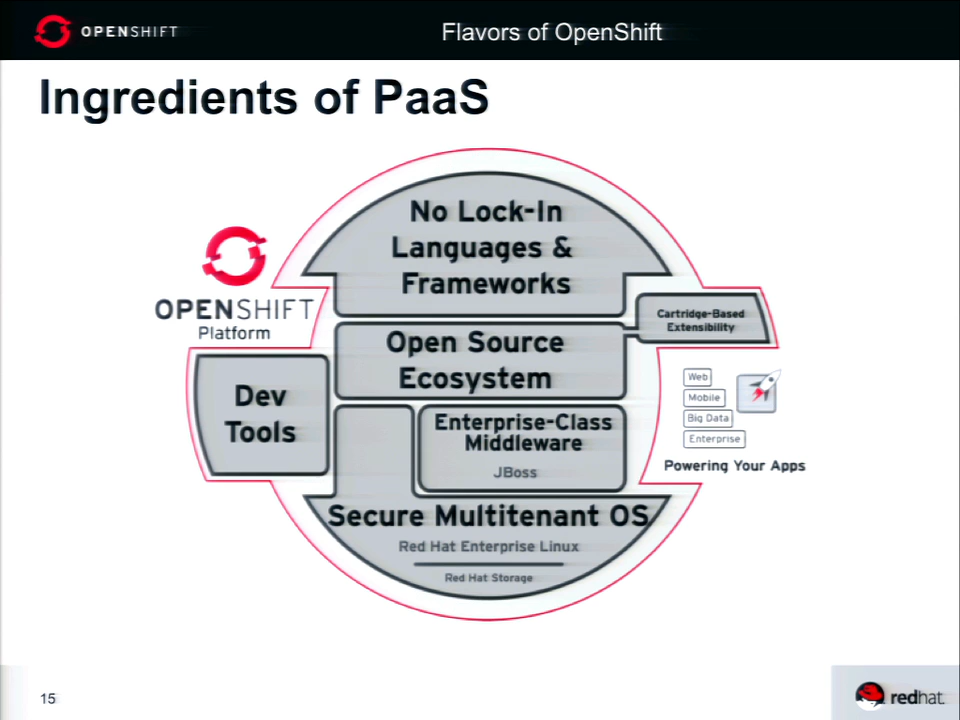 OPENSHIFT
Flavors of OpenShift
Ingredients of PaaS
No Lock-In
Languages &
Frameworks
OPENSHIFT
Platform
Cartridge-Based
Extensibility
Open Source
Ecosystem
Dev
Tools
Enterprise-Class
Middleware
JBoss
Web
Mobile
Big Data
Enterprise
Powering Your Apps
Secure Multitenant OS
Red Hat Enterprise Linux
Red Hat Storage
15
redhat.